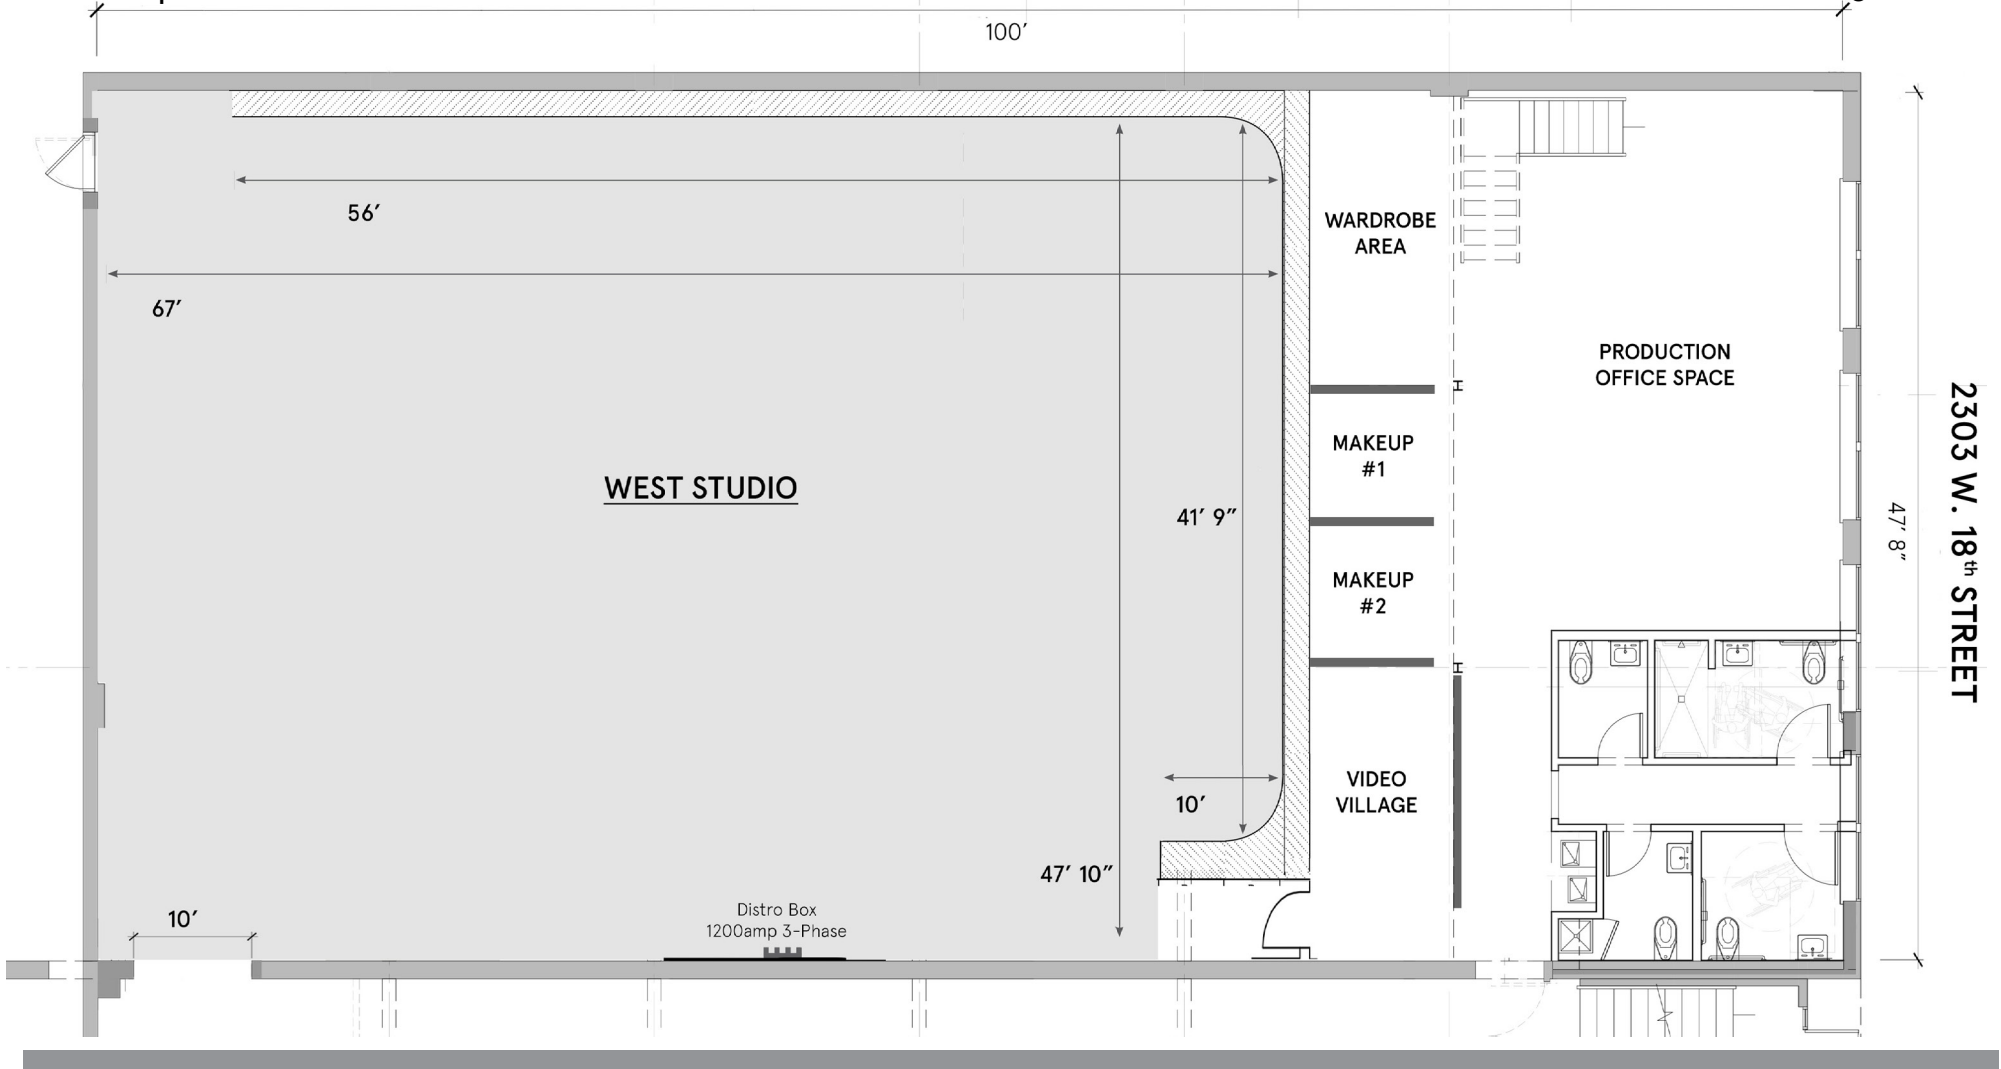 100′
56′
67′
WARDROBE
AREA
PRODUCTION
OFFICE SPACE
MAKEUP
#1
WEST STUDIO
41′ 9″
47′ 8″
2303 W. 18th STREET
MAKEUP
#2
VIDEO
VILLAGE
10′
47′ 10″
10′
Distro Box
1200amp 3-Phase